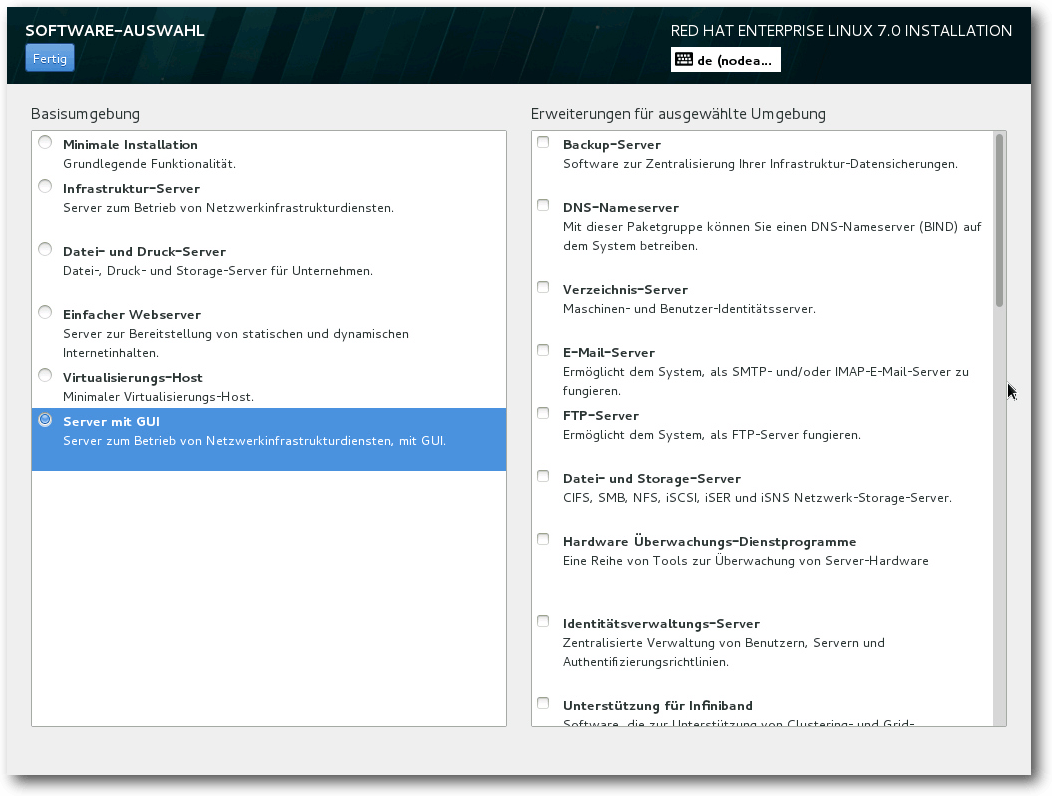 SOFTWARE-AUSWAHL
RED HAT ENTERPRISE LINUX 7.0 INSTALLATION
Fertig
de (nodea...
Basisumgebung
Minimale Installation
Grundlegende Funktionalität.
Infrastruktur-Server
Server zum Betrieb von Netzwerkinfrastrukturdiensten.
Datei- und Druck-Server
Datei-, Druck- und Storage-Server für Unternehmen.
Einfacher Webserver
Server zur Bereitstellung von statischen und dynamischen
Internetinhalten.
Virtualisierungs-Host
Minimaler Virtualisierungs-Host.
Server mit GUI
Server zum Betrieb von Netzwerkinfrastrukturdiensten, mit GUI.
Erweiterungen für ausgewählte Umgebung
Backup-Server
Software zur Zentralisierung Ihrer Infrastruktur-Datensicherungen.
DNS-Nameserver
Mit dieser Paketgruppe können Sie einen DNS-Nameserver (BIND) auf
dem System betreiben.
Verzeichnis-Server
Maschinen- und Benutzer-Identitätsserver.
E-Mail-Server
Ermöglicht dem System, als SMTP- und/oder IMAP-E-Mail-Server zu
fungieren.
FTP-Server
Ermöglicht dem System, als FTP-Server fungieren.
Datei- und Storage-Server
CIFS, SMB, NFS, iSCSI, iSER und iSNS Netzwerk-Storage-Server.
Hardware Überwachungs-Dienstprogramme
Eine Reihe von Tools zur Überwachung von Server-Hardware
Identitätsverwaltungs-Server
Zentralisierte Verwaltung von Benutzern, Servern und
Authentifizierungsrichtlinien.
Unterstützung für Infiniband
Software, die zur Unterstützung von Clustering- und Grid-